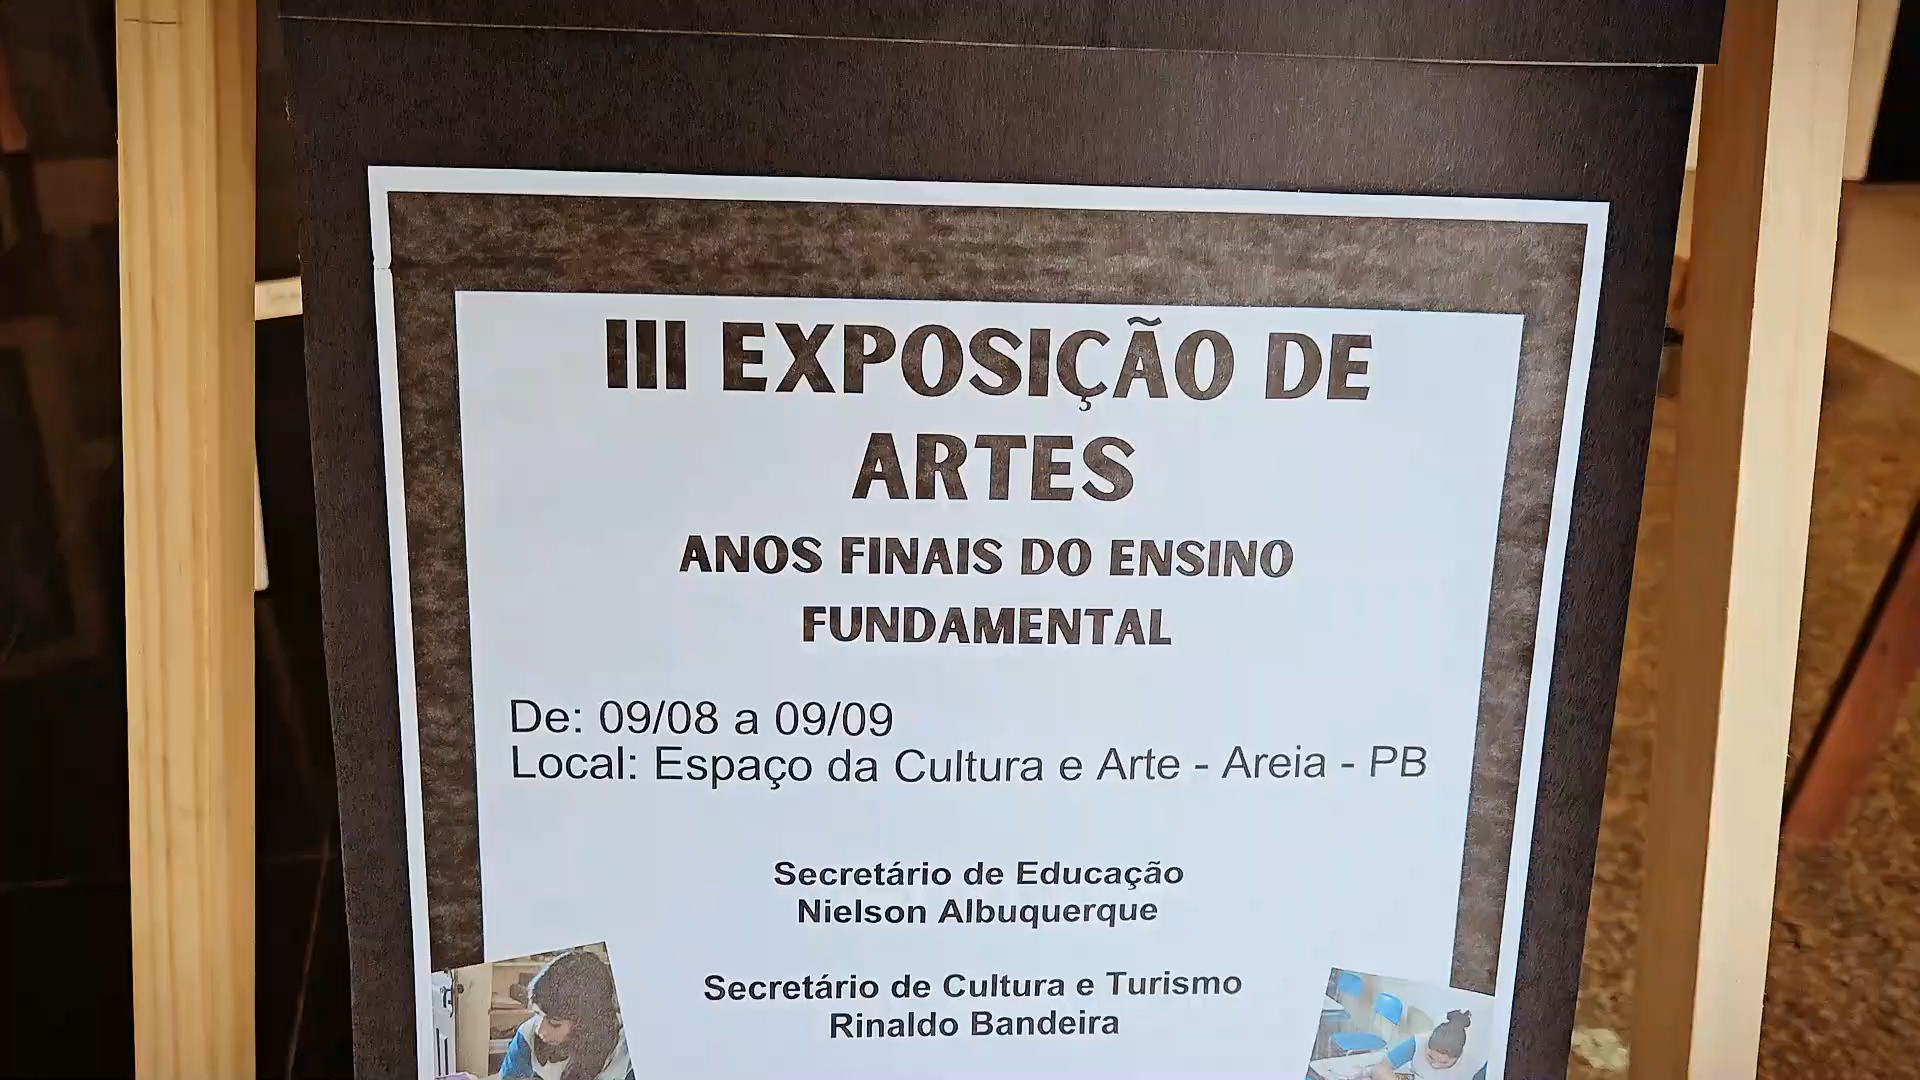 III EXPOSIÇÃO DE
ARTES
ANOS FINAIS DO ENSINO
FUNDAMENTAL
De: 09/08 a 09/09
Local: Espaço da Cultura e Arte - Areia - PB
Secretário de Educação
Nielson Albuquerque
Secretário de Cultura e Turismo
Rinaldo Bandeira